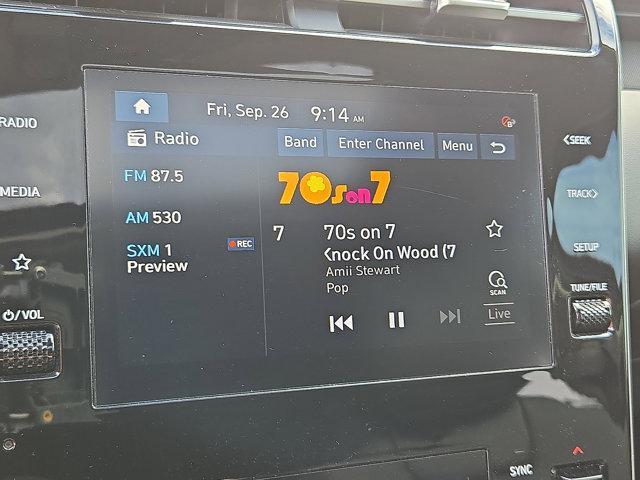 Fri, Sep. 26 9:14 AM
RADIO
Radio
Band
Enter Channel
Menu
<SEEK
FM 87.5
70s on 7
MEDIA
TRACK>
AM 530
7
70s on 7
SXM 1
REC
Knock On Wood (7
SETUP
Preview
Amii Stewart
Pop
SCAN
TUNE/FILE
/VOL
Live
SYNC